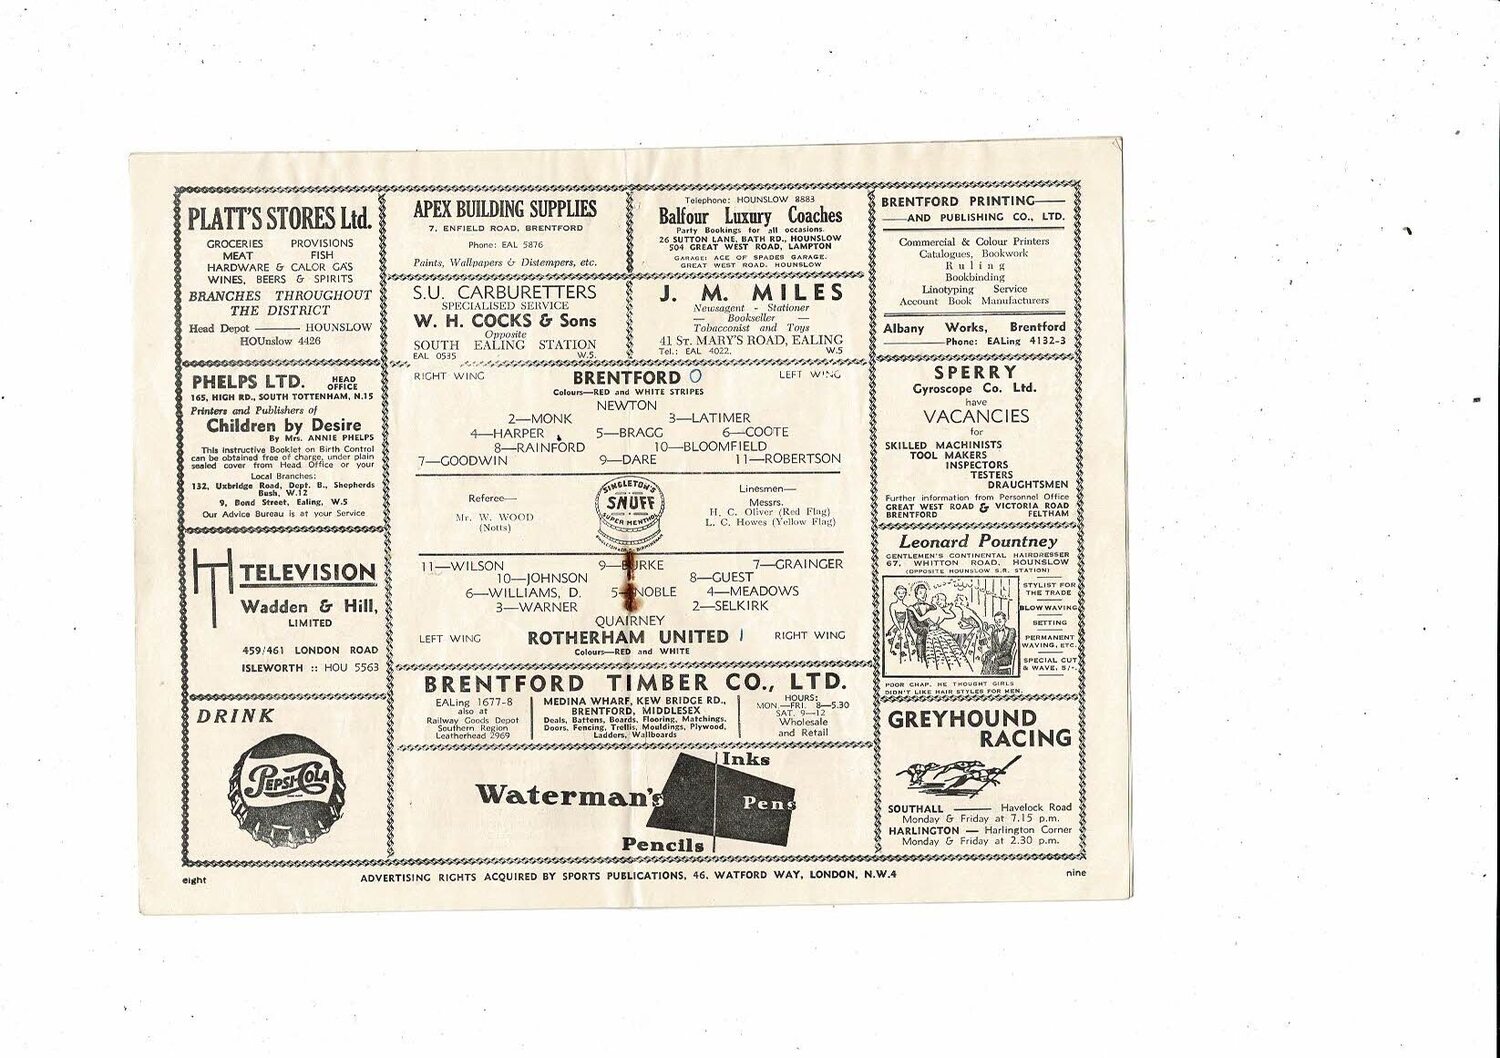 PLATT'S STORES Ltd.
GROCERIES PROVISIONS
MEAT FISH
HARDWARE & CALOR GAS
WINES, BEERS & SPIRITS
BRANCHES THROUGHOUT
THE DISTRICT
Head Depot ——— HOUNSLOW
HOUnslow 4426
PHELPS LTD. HEAD OFFICE
165, HIGH RD., SOUTH TOTTENHAM, N.15
Printers and Publishers of
Children by Desire
By Mrs. ANNIE PHELPS
This instructive Booklet on Birth Control
can be obtained free of charge, under plain
sealed cover from Head Office or your
Local Branches:
132, Uxbridge Road, Dept. B., Shepherds
Bush, W.12
9, Bond Street, Ealing, W.5
Our Advice Bureau is at your Service
HT TELEVISION
Wadden & Hill,
LIMITED
459/461 LONDON ROAD
ISLEWORTH :: HOU 5563
DRINK
PEPSI-COLA
APEX BUILDING SUPPLIES
7, ENFIELD ROAD, BRENTFORD
Phone: EAL 5876
Paints, Wallpapers & Distempers, etc.
Telephone: HOUNSLOW 8883
Balfour Luxury Coaches
Party Bookings for all occasions.
26 SUTTON LANE, BATH RD., HOUNSLOW
504 GREAT WEST ROAD, LAMPTON
GARAGE: ACE OF SPADES GARAGE.
GREAT WEST ROAD. HOUNSLOW
S.U. CARBURETTERS
SPECIALISED SERVICE
W. H. COCKS & Sons
Opposite
SOUTH EALING STATION
EAL 0535 W.5.
J. M. MILES
Newsagent - Stationer
— Bookseller —
Tobacconist and Toys
41 ST. MARY'S ROAD, EALING
Tel.: EAL 4022. W.5
RIGHT WING BRENTFORD 0 LEFT WING
Colours—RED and WHITE STRIPES
NEWTON
2—MONK 3—LATIMER
4—HARPER 5—BRAGG 6—COOTE
8—RAINFORD 10—BLOOMFIELD
7—GOODWIN 9—DARE 11—ROBERTSON
Referee—
Mr. W. WOOD
(Notts)
SINGLETON'S
SNUFF
SUPER MENTHOL
Linesmen—
Messrs.
H. C. Oliver (Red Flag)
L. C. Howes (Yellow Flag)
11—WILSON 9—BURKE 7—GRAINGER
10—JOHNSON 8—GUEST
6—WILLIAMS, D. 5—NOBLE 4—MEADOWS
3—WARNER 2—SELKIRK
QUAIRNEY
LEFT WING ROTHERHAM UNITED 1 RIGHT WING
Colours—RED and WHITE
BRENTFORD TIMBER CO., LTD.
EALing 1677-8
also at
Railway Goods Depot
Southern Region
Leatherhead 2969
MEDINA WHARF, KEW BRIDGE RD.,
BRENTFORD, MIDDLESEX
Deals, Battens, Boards, Flooring, Matchings,
Doors, Fencing, Trellis, Mouldings, Plywood,
Ladders, Wallboards
HOURS:
MON.—FRI. 8—5.30
SAT. 9—12
Wholesale
and Retail
Waterman's
Inks
Pens
Pencils
BRENTFORD PRINTING—
—AND PUBLISHING CO., LTD.
Commercial & Colour Printers
Catalogues, Bookwork
Ruling
Bookbinding
Linotyping Service
Account Book Manufacturers
Albany Works, Brentford
Phone: EALing 4132-3
SPERRY
Gyroscope Co. Ltd.
have
VACANCIES
for
SKILLED MACHINISTS
TOOL MAKERS
INSPECTORS
TESTERS
DRAUGHTSMEN
Further information from Personnel Office
GREAT WEST ROAD & VICTORIA ROAD
BRENTFORD FELTHAM
Leonard Pountney
GENTLEMEN'S CONTINENTAL HAIRDRESSER
67, WHITTON ROAD, HOUNSLOW
(OPPOSITE HOUNSLOW S.R. STATION)
STYLIST FOR
THE TRADE
BLOW WAVING
SETTING
PERMANENT
WAVING, ETC.
SPECIAL CUT
& WAVE, 5/-.
POOR CHAP, HE THOUGHT GIRLS
DIDN'T LIKE HAIR STYLES FOR MEN.
GREYHOUND
RACING
SOUTHALL ——— Havelock Road
Monday & Friday at 7.15 p.m.
HARLINGTON — Harlington Corner
Monday & Friday at 2.30 p.m.
eight ADVERTISING RIGHTS ACQUIRED BY SPORTS PUBLICATIONS, 46, WATFORD WAY, LONDON, N.W.4 nine